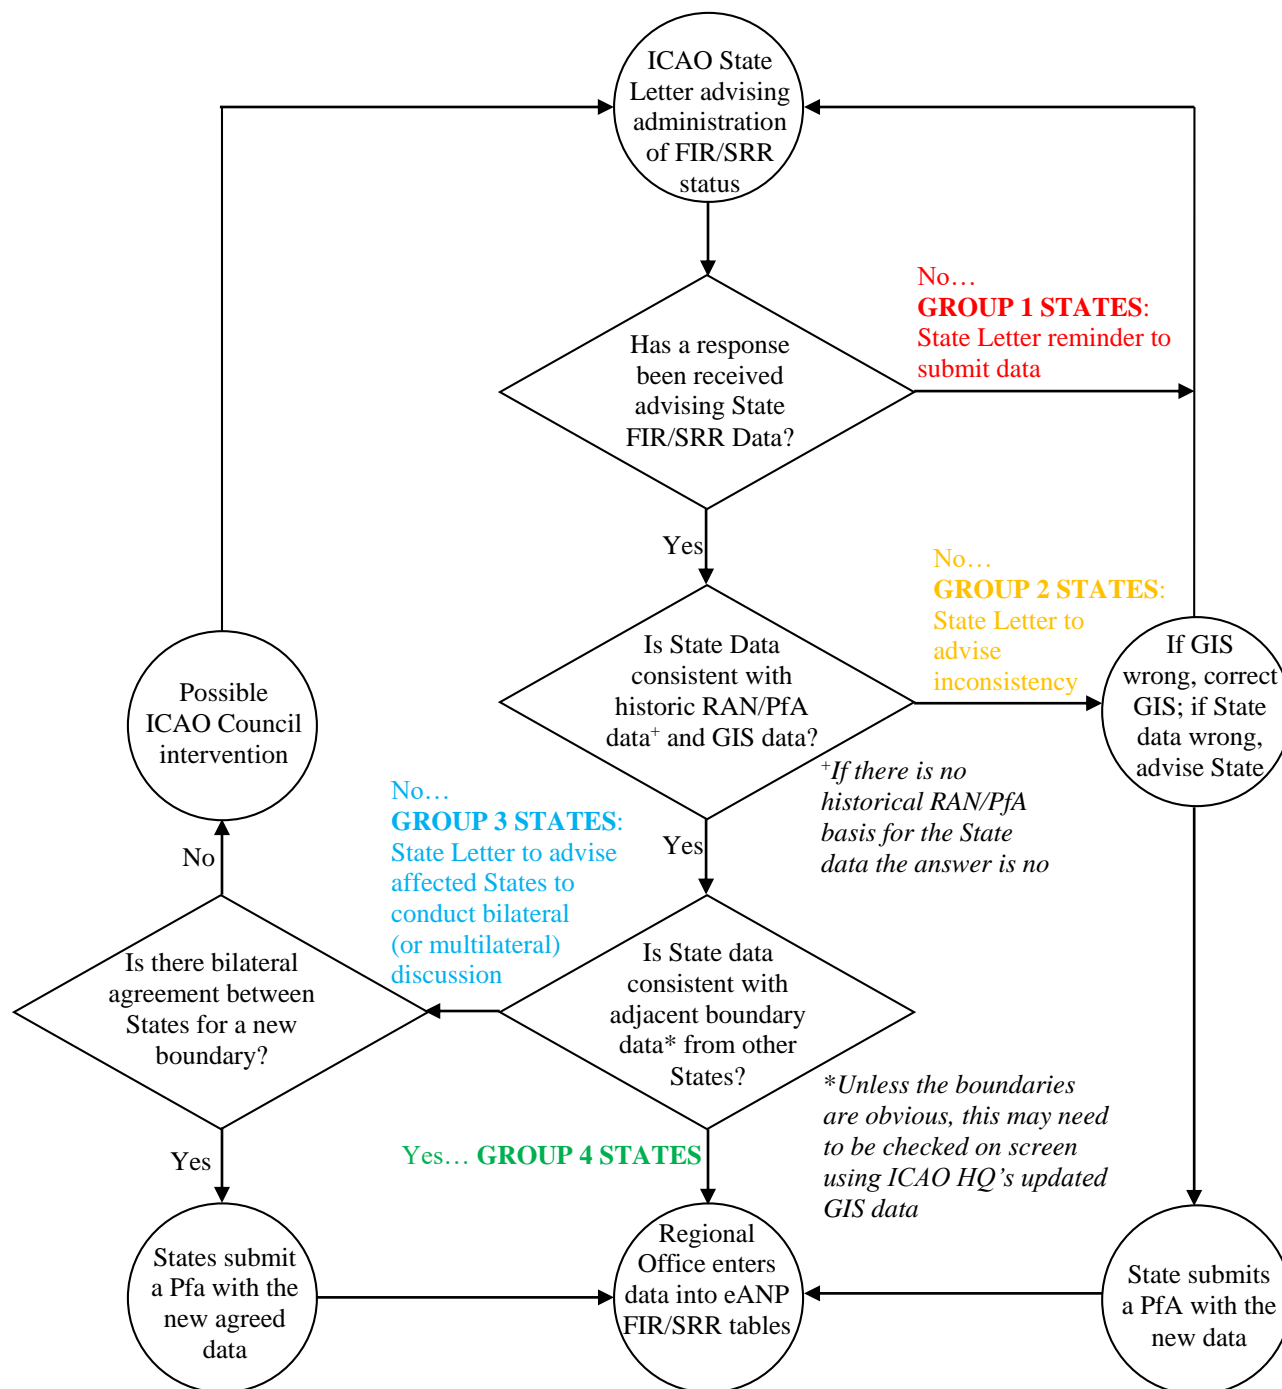 ICAO State
Letter advising
administration
of FIR/SRR
status
No…
GROUP 1 STATES:
State Letter reminder to
submit data
Has a response
been received
advising State
FIR/SRR Data?
Yes
No…
GROUP 2 STATES:
State Letter to
advise
inconsistency
Is State Data
consistent with
historic RAN/PfA
data+ and GIS data?
If GIS
wrong, correct
GIS; if State
data wrong,
advise State
Possible
ICAO Council
intervention
+If there is no
historical RAN/PfA
basis for the State
data the answer is no
No…
GROUP 3 STATES:
State Letter to advise
affected States to
conduct bilateral
(or multilateral)
discussion
Yes
No
Is there bilateral
agreement between
States for a new
boundary?
Is State data
consistent with
adjacent boundary
data* from other
States?
*Unless the boundaries
are obvious, this may need
to be checked on screen
using ICAO HQ’s updated
GIS data
Yes
Yes… GROUP 4 STATES
States submit
a Pfa with the
new agreed
data
Regional
Office enters
data into eANP
FIR/SRR tables
State submits
a PfA with the
new data